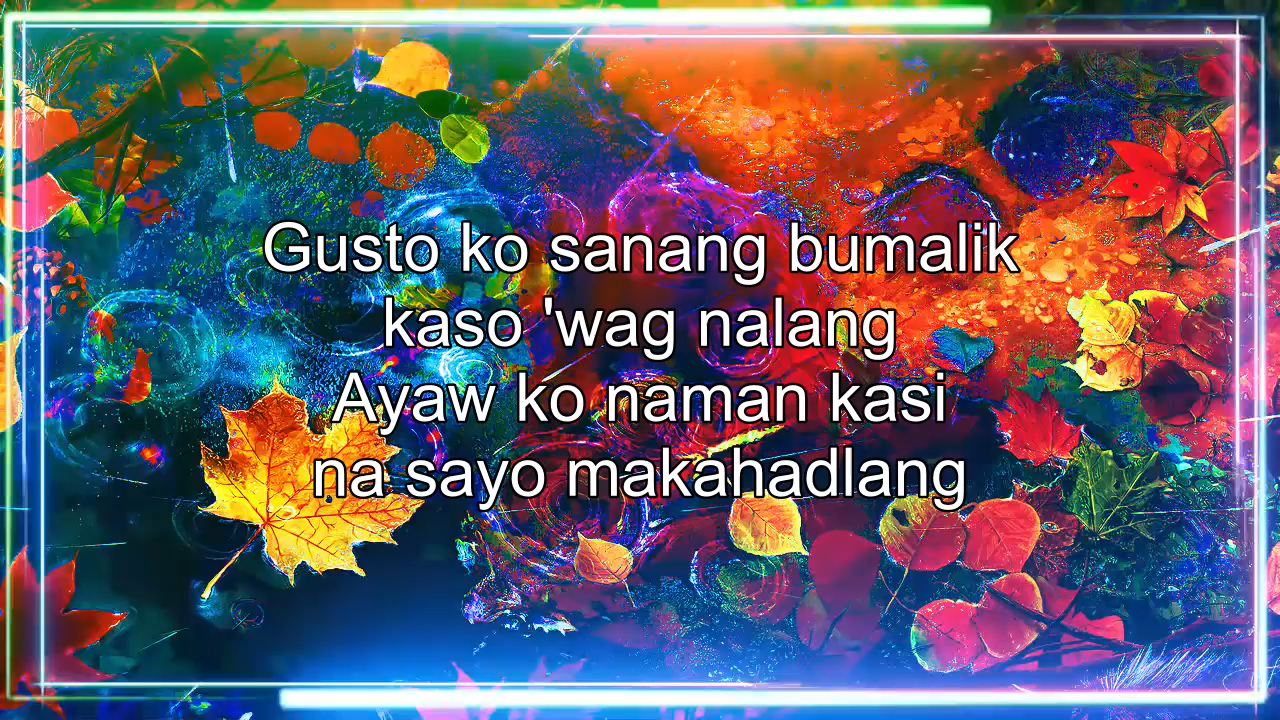 Gusto ko sanang bumalik
kaso 'wag nalang
Ayaw ko naman kasi
na sayo makahadlang